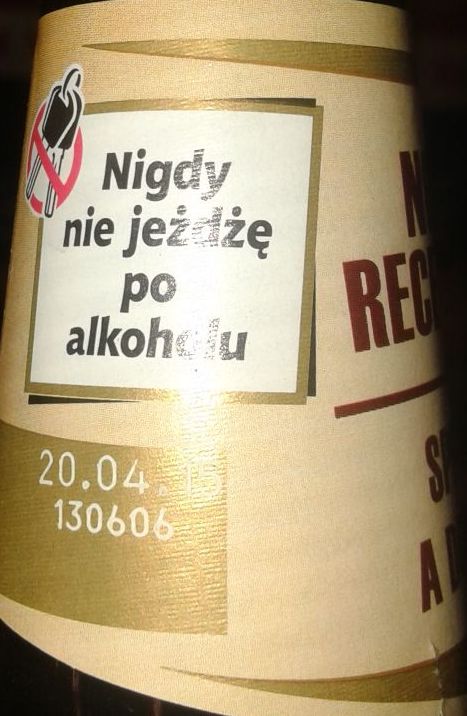 Nigdy
nie jeżdżę
po
alkoholu
20.04.15
130606